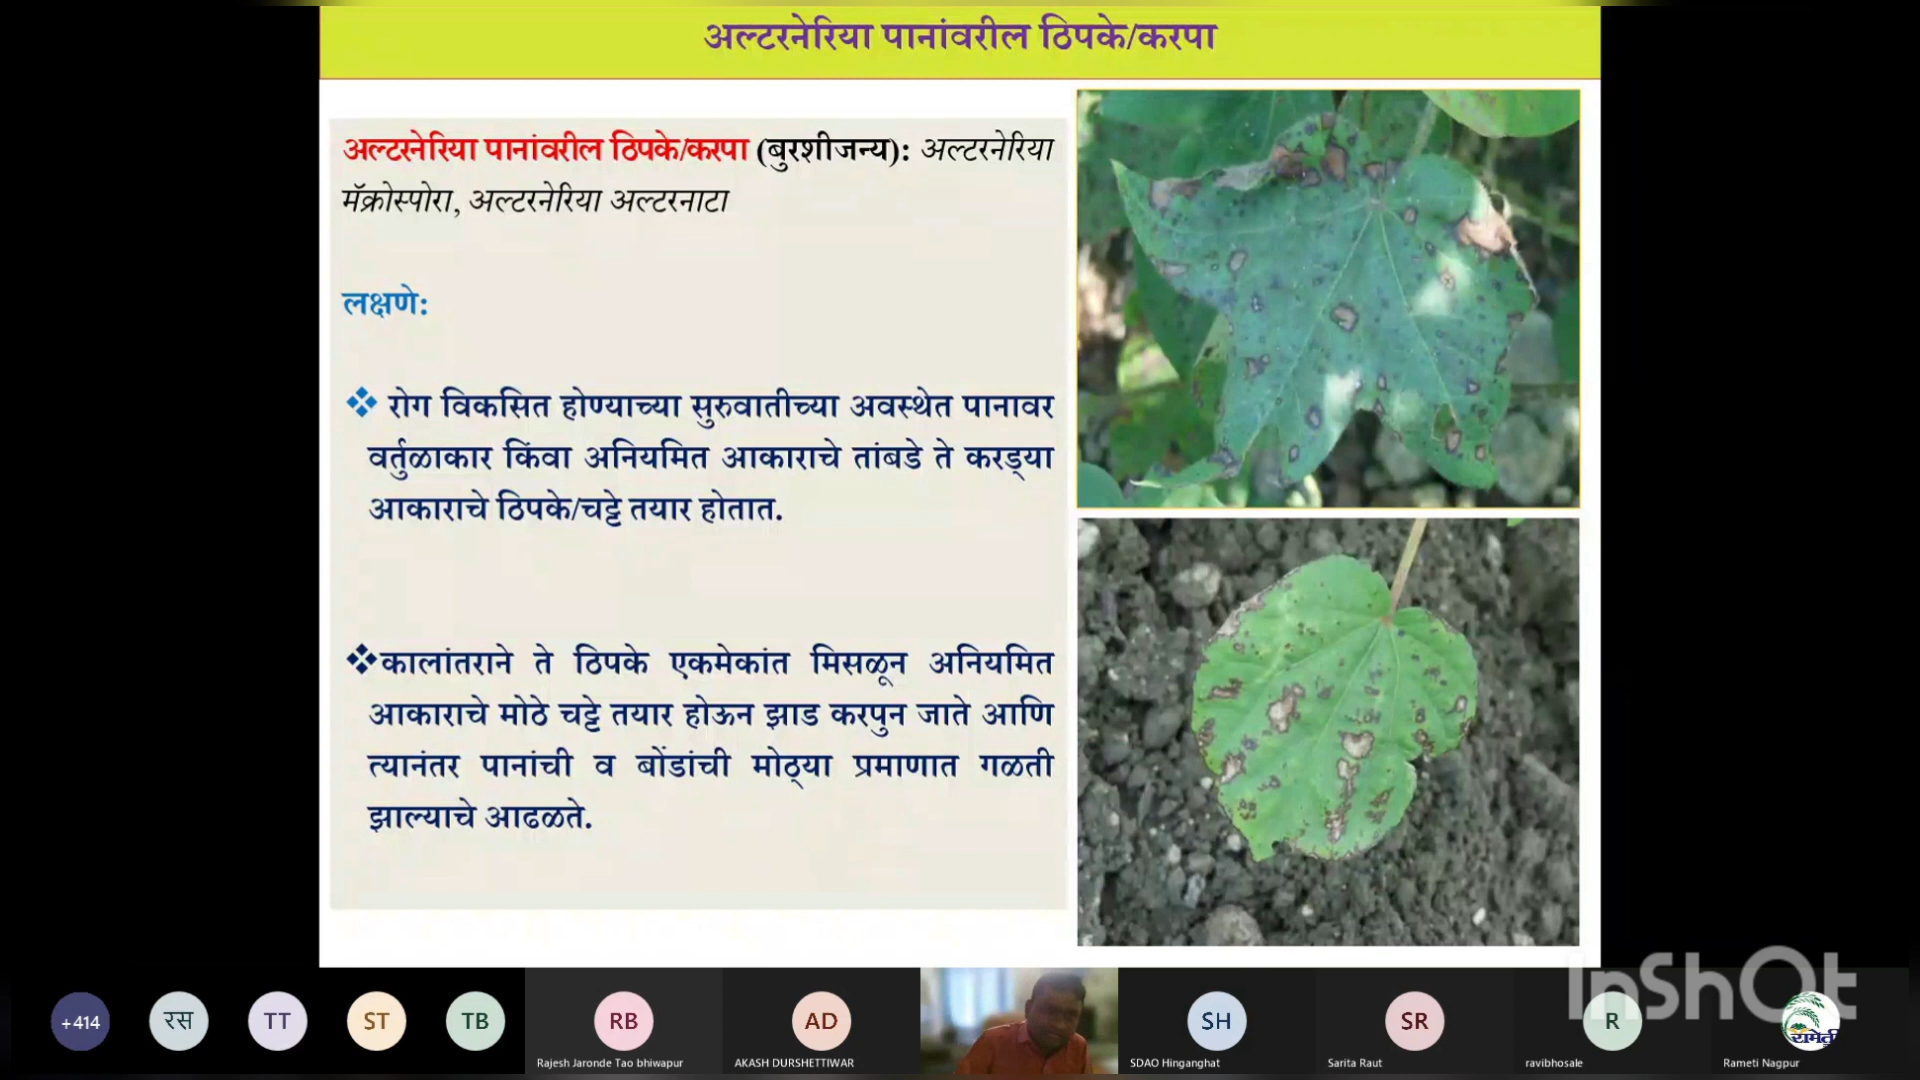 अल्टरनेरिया पानांवरील ठिपके/करपा
अल्टरनेरिया पानांवरील ठिपके/करपा (बुरशीजन्य): अल्टरनेरिया
मॅक्रोस्पोरा, अल्टरनेरिया अल्टरनाटा
लक्षणे:
❖ रोग विकसित होण्याच्या सुरुवातीच्या अवस्थेत पानावर
वर्तुळाकार किंवा अनियमित आकाराचे तांबडे ते करड्या
आकाराचे ठिपके/चट्टे तयार होतात.
❖कालांतराने ते ठिपके एकमेकांत मिसळून अनियमित
आकाराचे मोठे चट्टे तयार होऊन झाड करपुन जाते आणि
त्यानंतर पानांची व बोंडांची मोठ्या प्रमाणात गळती
झाल्याचे आढळते.
InShOt
+414 रस TT ST TB RB AD SH SR R रामेती
Rajesh Jaronde Tao bhiwapur AKASH DURSHETTIWAR SDAO Hinganghat Sarita Raut ravibhosale Rameti Nagpur